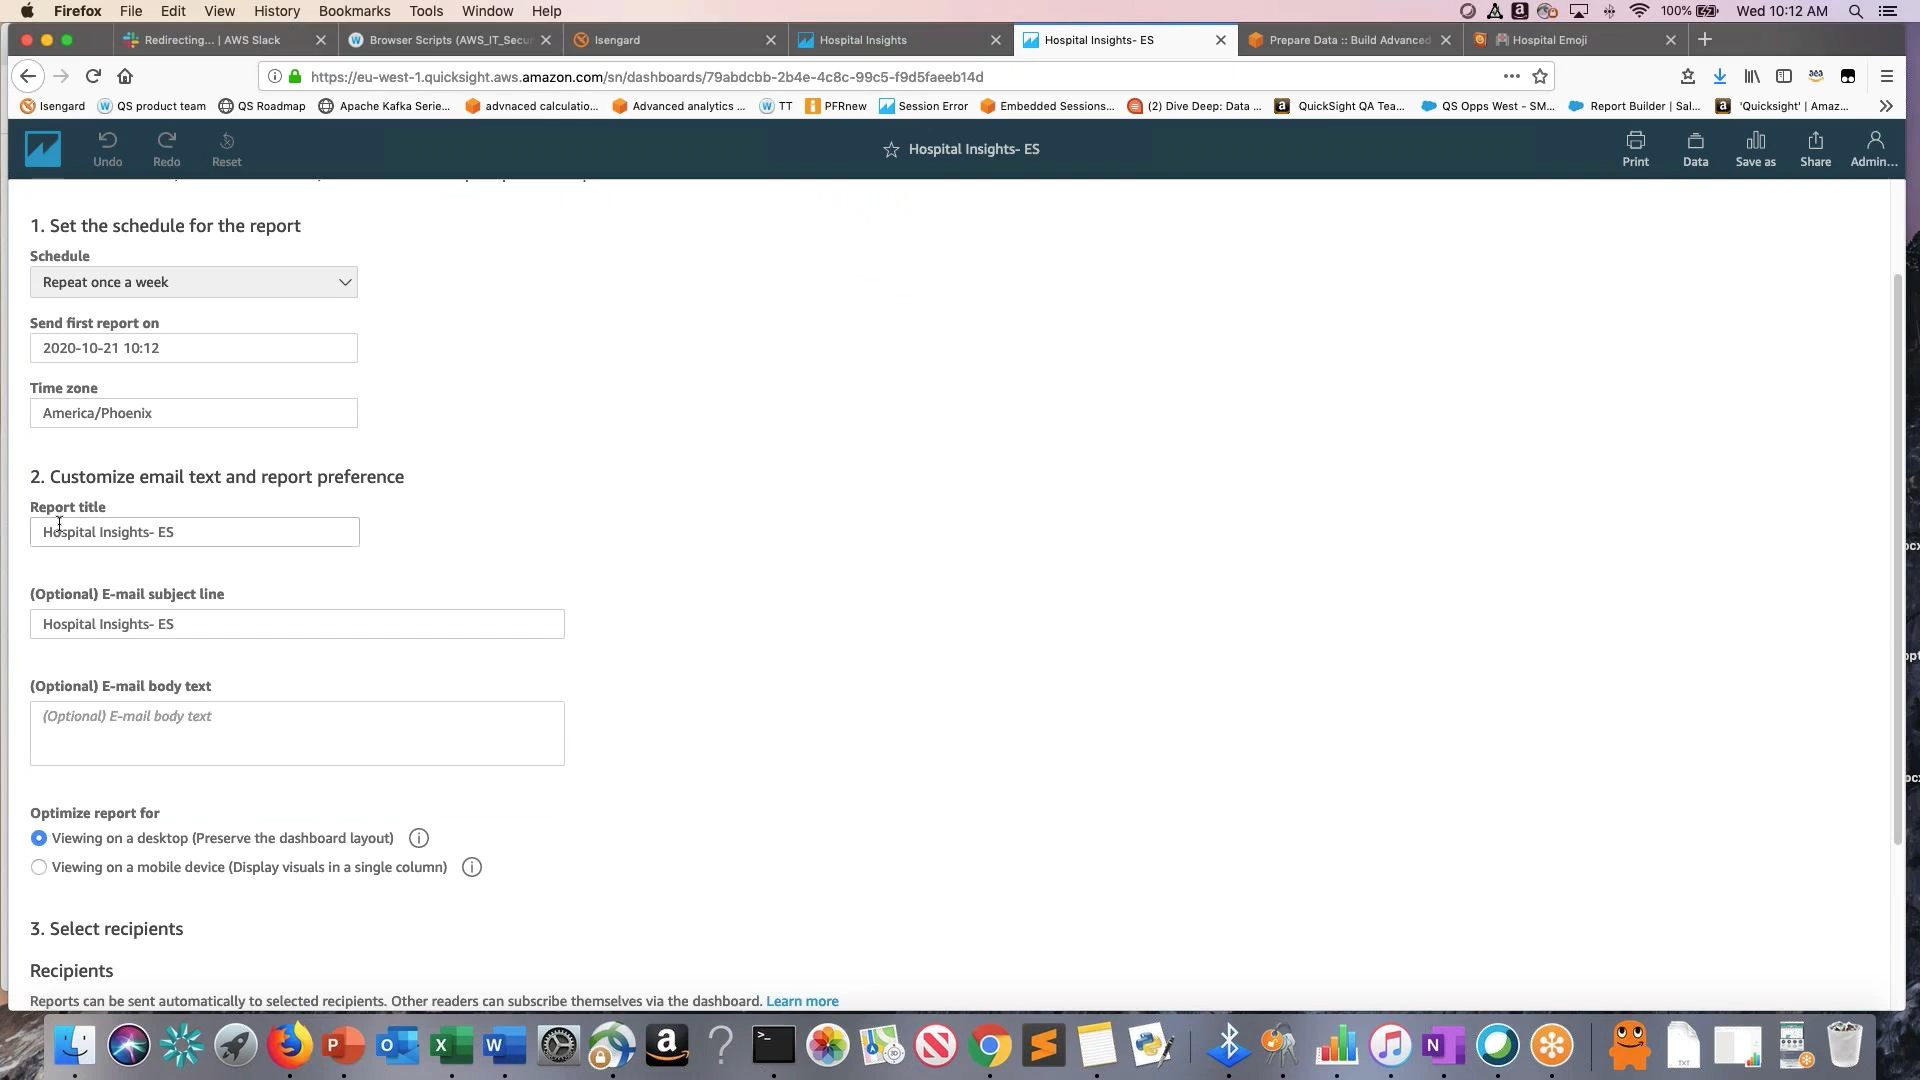 Firefox File Edit View History Bookmarks Tools Window Help 100% Wed 10:12 AM
Redirecting... | AWS Slack Browser Scripts (AWS_IT_Secur Isengard Hospital Insights Hospital Insights- ES Prepare Data :: Build Advanced Hospital Emoji
https://eu-west-1.quicksight.aws.amazon.com/sn/dashboards/79abdcbb-2b4e-4c8c-99c5-f9d5faeeb14d
Isengard QS product team QS Roadmap Apache Kafka Serie... advnaced calculatio... Advanced analytics ... TT PFRnew Session Error Embedded Sessions... (2) Dive Deep: Data ... QuickSight QA Tea... QS Opps West - SM... Report Builder | Sal... 'Quicksight' | Amaz...
Undo Redo Reset Hospital Insights- ES Print Data Save as Share Admin...
1. Set the schedule for the report
Schedule
Repeat once a week
Send first report on
2020-10-21 10:12
Time zone
America/Phoenix
2. Customize email text and report preference
Report title
Hospital Insights- ES
(Optional) E-mail subject line
Hospital Insights- ES
(Optional) E-mail body text
(Optional) E-mail body text
Optimize report for
Viewing on a desktop (Preserve the dashboard layout)
Viewing on a mobile device (Display visuals in a single column)
3. Select recipients
Recipients
Reports can be sent automatically to selected recipients. Other readers can subscribe themselves via the dashboard. Learn more